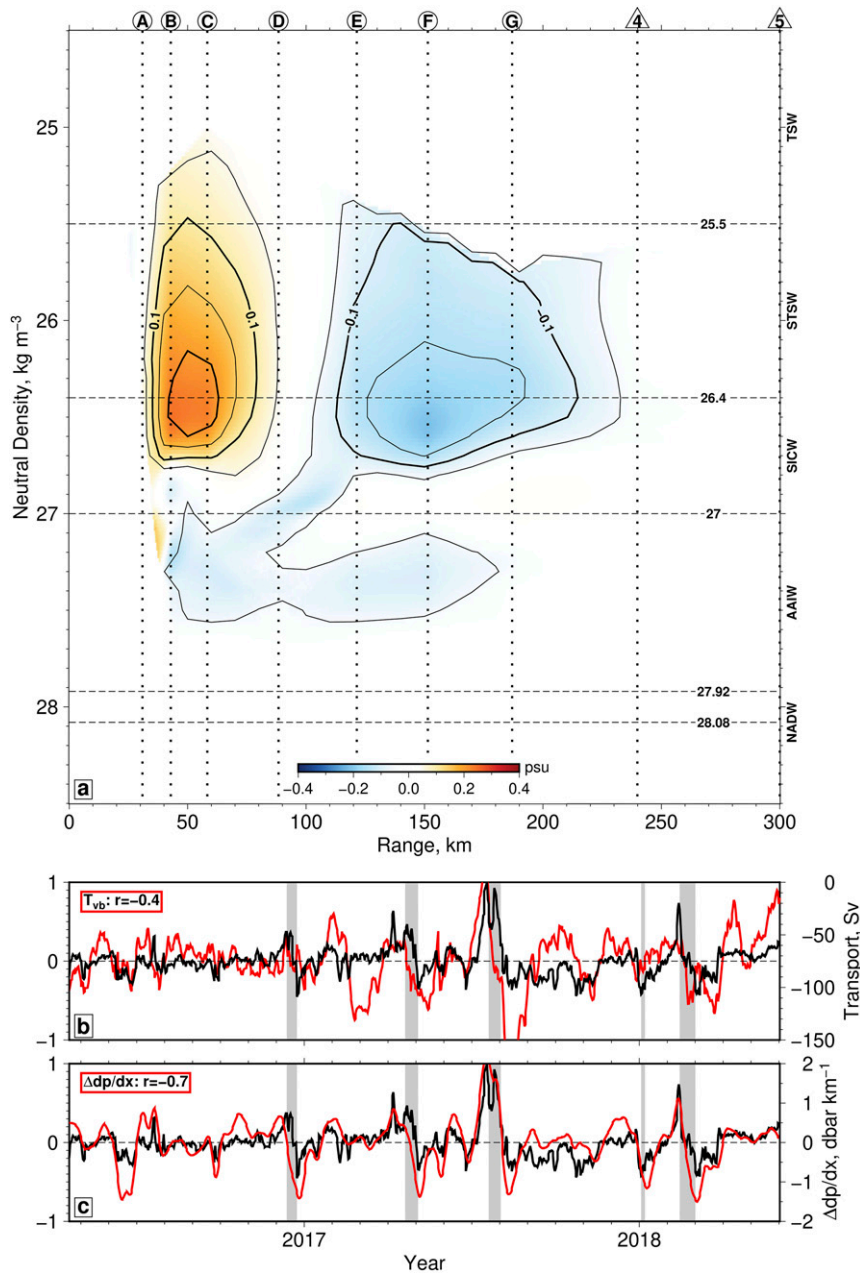 A B C D E F G 4 5
TSW
25
25.5
0.1 −0.1 −0.1
26
STSW
Neutral Density, kg m⁻³
26.4
SICW
27
27
AAIW
27.92
28
28.08
NADW
psu
−0.4 −0.2 0.0 0.2 0.4
a
0 50 100 150 200 250 300
Range, km
1 0
Tvb: r=−0.4
−50
0
−100
Transport, Sv
b
−1 −150
1 2
Δdp/dx: r=−0.7
1
0 0
−1
Δdp/dx, dbar km⁻¹
c
−1 −2
2017 2018
Year